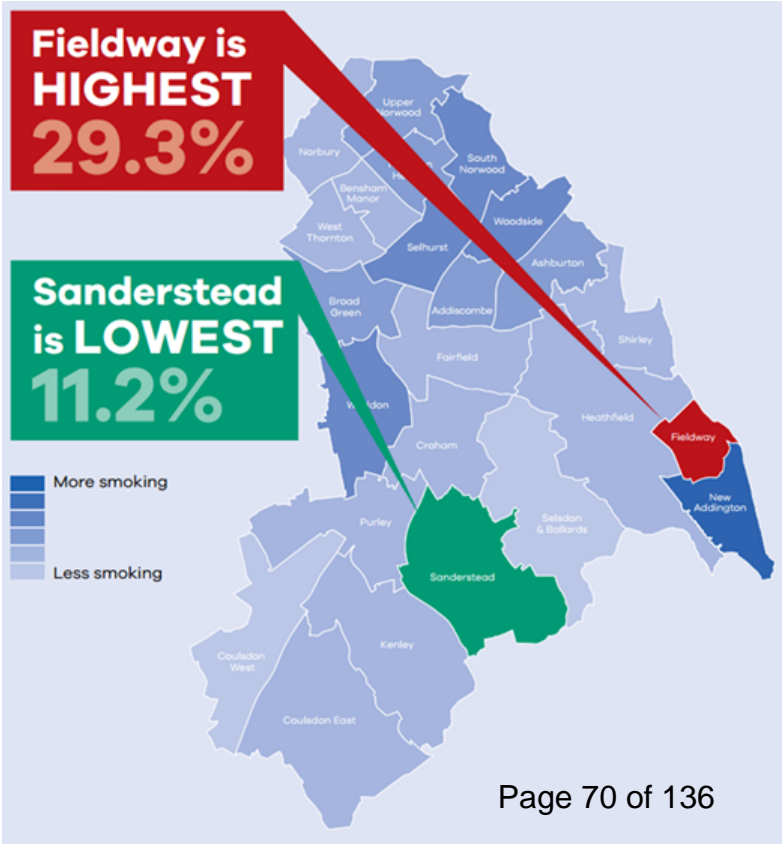 Fieldway is
HIGHEST
29.3%
Sanderstead
is LOWEST
11.2%
More smoking
Less smoking
Upper
Norwood
Norbury
South
Norwood
Bensham
Manor
West
Thornton
Woodside
Selhurst
Ashburton
Broad
Green
Addiscombe
Shirley
Fairfield
Heathfield
Fieldway
Croham
New
Addington
Purley
Selsdon
& Ballards
Sanderstead
Kenley
Coulsdon
West
Coulsdon East
Page 70 of 136